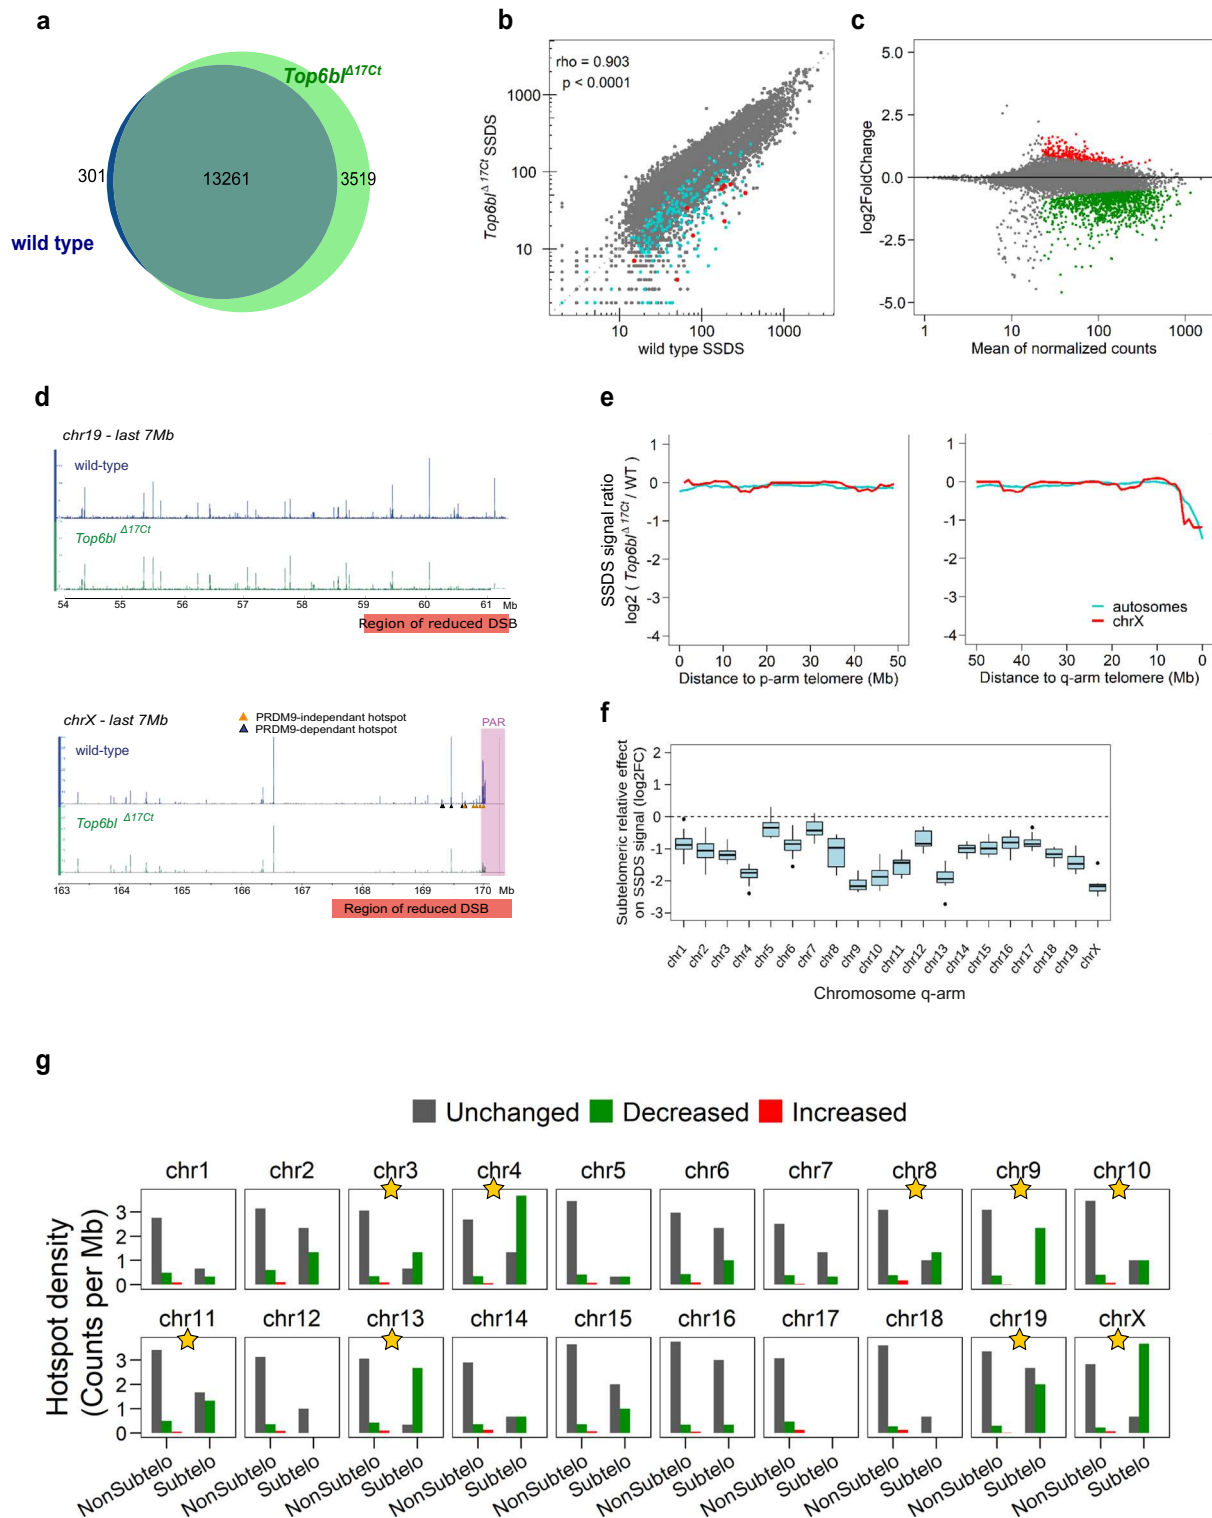 a
Top6bl^Δ17Ct
301
13261
3519
wild type
b
rho = 0.903
p < 0.0001
Top6bl^Δ 17Ct SSDS
1000
100
10
10
100
1000
wild type SSDS
c
log2FoldChange
5.0
2.5
0.0
-2.5
-5.0
1
10
100
1000
Mean of normalized counts
d
chr19 - last 7Mb
wild-type
Top6bl Δ17Ct
54 55 56 57 58 59 60 61 Mb
Region of reduced DSB
chrX - last 7Mb
PRDM9-independant hotspot
PRDM9-dependant hotspot
PAR
wild-type
Top6bl Δ17Ct
163 164 165 166 167 168 169 170 Mb
Region of reduced DSB
e
SSDS signal ratio
log2 ( Top6bl^Δ 17Ct / WT )
1
0
-1
-2
-3
-4
0 10 20 30 40 50
Distance to p-arm telomere (Mb)
1
0
-1
-2
-3
-4
autosomes
chrX
50 40 30 20 10 0
Distance to q-arm telomere (Mb)
f
Subtelomeric relative effect
on SSDS signal (log2FC)
2
1
0
-1
-2
-3
chr1 chr2 chr3 chr4 chr5 chr6 chr7 chr8 chr9 chr10 chr11 chr12 chr13 chr14 chr15 chr16 chr17 chr18 chr19 chrX
Chromosome q-arm
g
Unchanged Decreased Increased
Hotspot density
(Counts per Mb)
chr1 chr2 chr3 chr4 chr5 chr6 chr7 chr8 chr9 chr10
3
2
1
0
chr11 chr12 chr13 chr14 chr15 chr16 chr17 chr18 chr19 chrX
3
2
1
0
NonSubtelo Subtelo NonSubtelo Subtelo NonSubtelo Subtelo NonSubtelo Subtelo NonSubtelo Subtelo NonSubtelo Subtelo NonSubtelo Subtelo NonSubtelo Subtelo NonSubtelo Subtelo NonSubtelo Subtelo